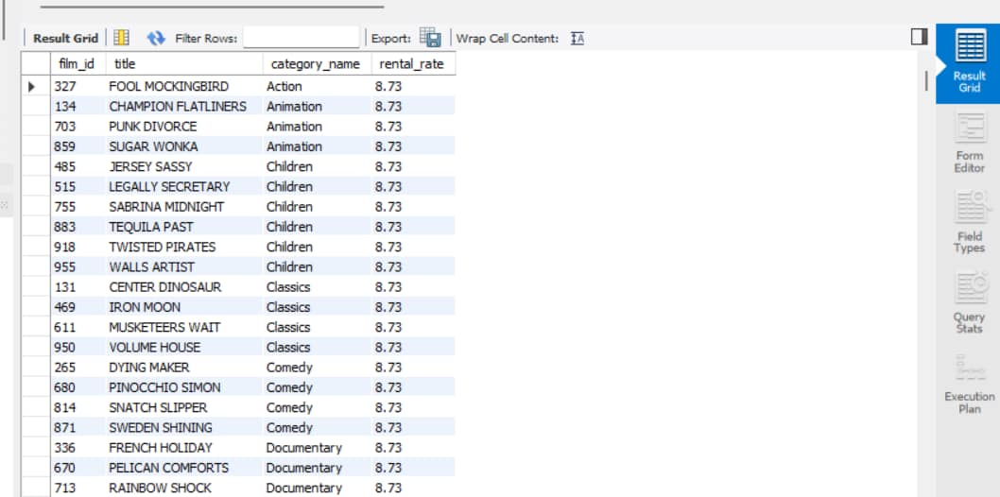 Result Grid Filter Rows: Export: Wrap Cell Content: IA
film_id title category_name rental_rate
327 FOOL MOCKINGBIRD Action 8.73
134 CHAMPION FLATLINERS Animation 8.73
703 PUNK DIVORCE Animation 8.73
859 SUGAR WONKA Animation 8.73
485 JERSEY SASSY Children 8.73
515 LEGALLY SECRETARY Children 8.73
755 SABRINA MIDNIGHT Children 8.73
883 TEQUILA PAST Children 8.73
918 TWISTED PIRATES Children 8.73
955 WALLS ARTIST Children 8.73
131 CENTER DINOSAUR Classics 8.73
469 IRON MOON Classics 8.73
611 MUSKETEERS WAIT Classics 8.73
950 VOLUME HOUSE Classics 8.73
265 DYING MAKER Comedy 8.73
680 PINOCCHIO SIMON Comedy 8.73
814 SNATCH SLIPPER Comedy 8.73
871 SWEDEN SHINING Comedy 8.73
336 FRENCH HOLIDAY Documentary 8.73
670 PELICAN COMFORTS Documentary 8.73
713 RAINBOW SHOCK Documentary 8.73
Result
Grid
Form
Editor
Field
Types
Query
Stats
Execution
Plan